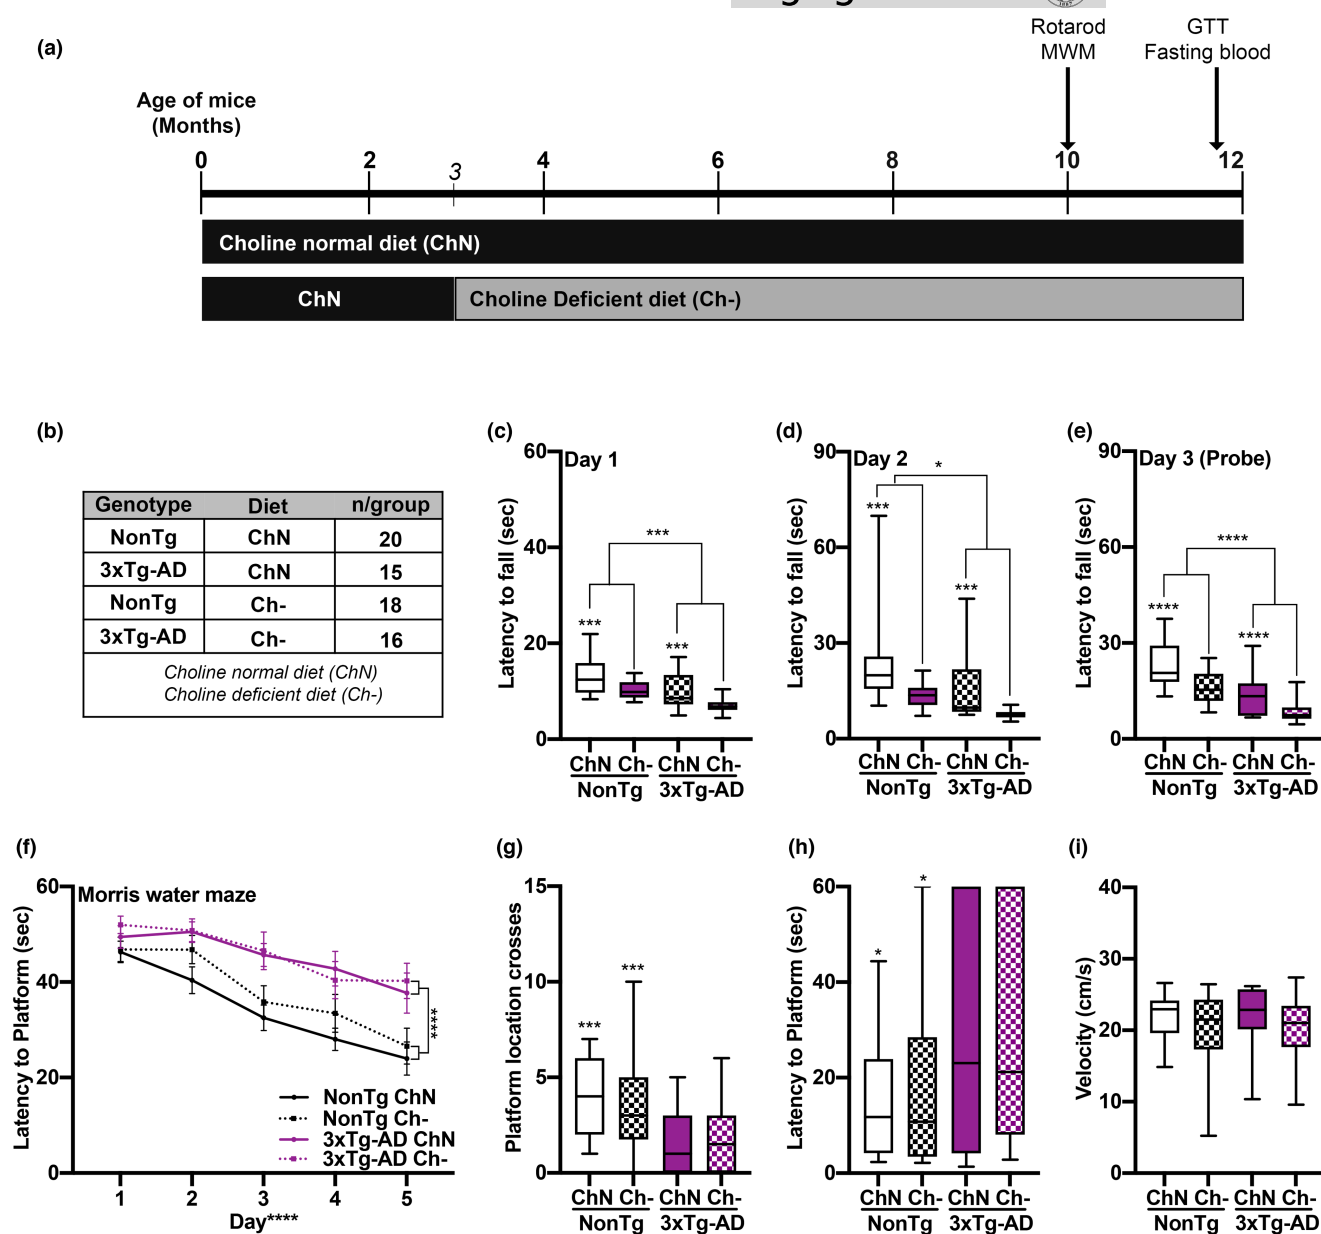 (a)
Rotarod
MWM
GTT
Fasting blood
Age of mice
(Months)
0 2 3 4 6 8 10 12
Choline normal diet (ChN)
ChN Choline Deficient diet (Ch-)
(b)
Genotype Diet n/group
NonTg ChN 20
3xTg-AD ChN 15
NonTg Ch- 18
3xTg-AD Ch- 16
Choline normal diet (ChN)
Choline deficient diet (Ch-)
(c)
Day 1
Latency to fall (sec)
60
40
20
0
***
***
***
ChN Ch- ChN Ch-
NonTg 3xTg-AD
(d)
Day 2
Latency to fall (sec)
90
60
30
0
*
***
***
ChN Ch- ChN Ch-
NonTg 3xTg-AD
(e)
Day 3 (Probe)
Latency to fall (sec)
90
60
30
0
****
****
****
ChN Ch- ChN Ch-
NonTg 3xTg-AD
(f)
Morris water maze
Latency to Platform (sec)
60
40
20
0
****
NonTg ChN
NonTg Ch-
3xTg-AD ChN
3xTg-AD Ch-
1 2 3 4 5
Day****
(g)
Platform location crosses
15
10
5
0
***
***
ChN Ch- ChN Ch-
NonTg 3xTg-AD
(h)
Latency to Platform (sec)
60
40
20
0
*
*
ChN Ch- ChN Ch-
NonTg 3xTg-AD
(i)
Velocity (cm/s)
40
30
20
10
0
ChN Ch- ChN Ch-
NonTg 3xTg-AD